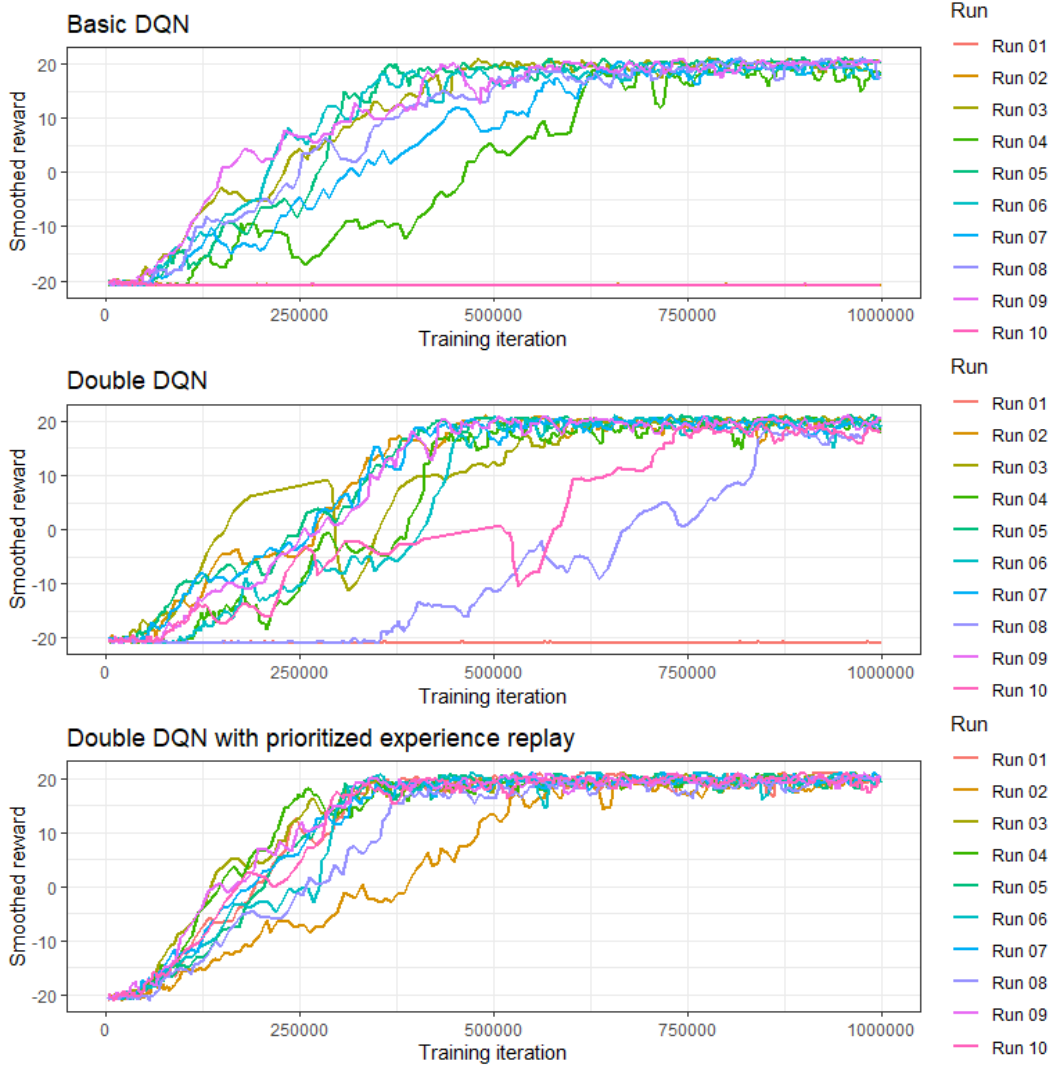 Basic DQN
Smoothed reward
20
10
0
-10
-20
0
250000
500000
750000
1000000
Training iteration
Run
Run 01
Run 02
Run 03
Run 04
Run 05
Run 06
Run 07
Run 08
Run 09
Run 10
Double DQN
Smoothed reward
20
10
0
-10
-20
0
250000
500000
750000
1000000
Training iteration
Run
Run 01
Run 02
Run 03
Run 04
Run 05
Run 06
Run 07
Run 08
Run 09
Run 10
Double DQN with prioritized experience replay
Smoothed reward
20
10
0
-10
-20
0
250000
500000
750000
1000000
Training iteration
Run
Run 01
Run 02
Run 03
Run 04
Run 05
Run 06
Run 07
Run 08
Run 09
Run 10